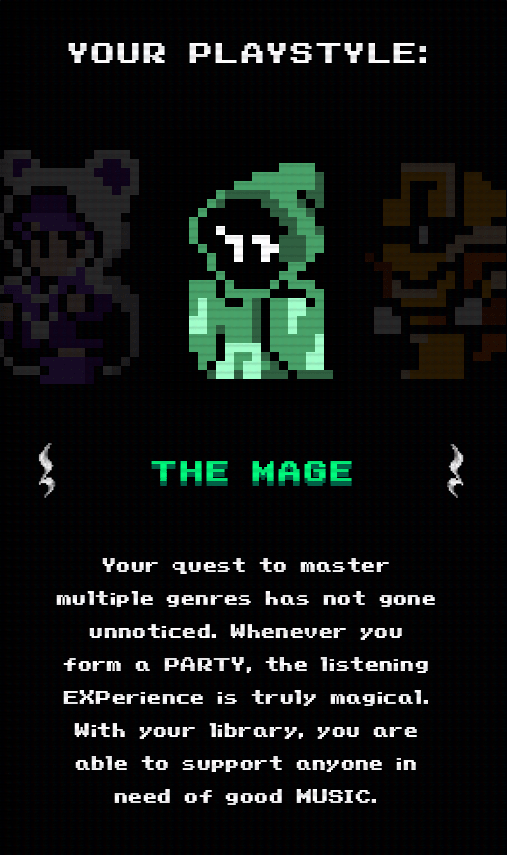 YOUR PLAYSTYLE:
THE MAGE
Your quest to master
multiple genres has not gone
unnoticed. Whenever you
form a PARTY, the listening
EXPerience is truly magical.
With your library, you are
able to support anyone in
need of good MUSIC.